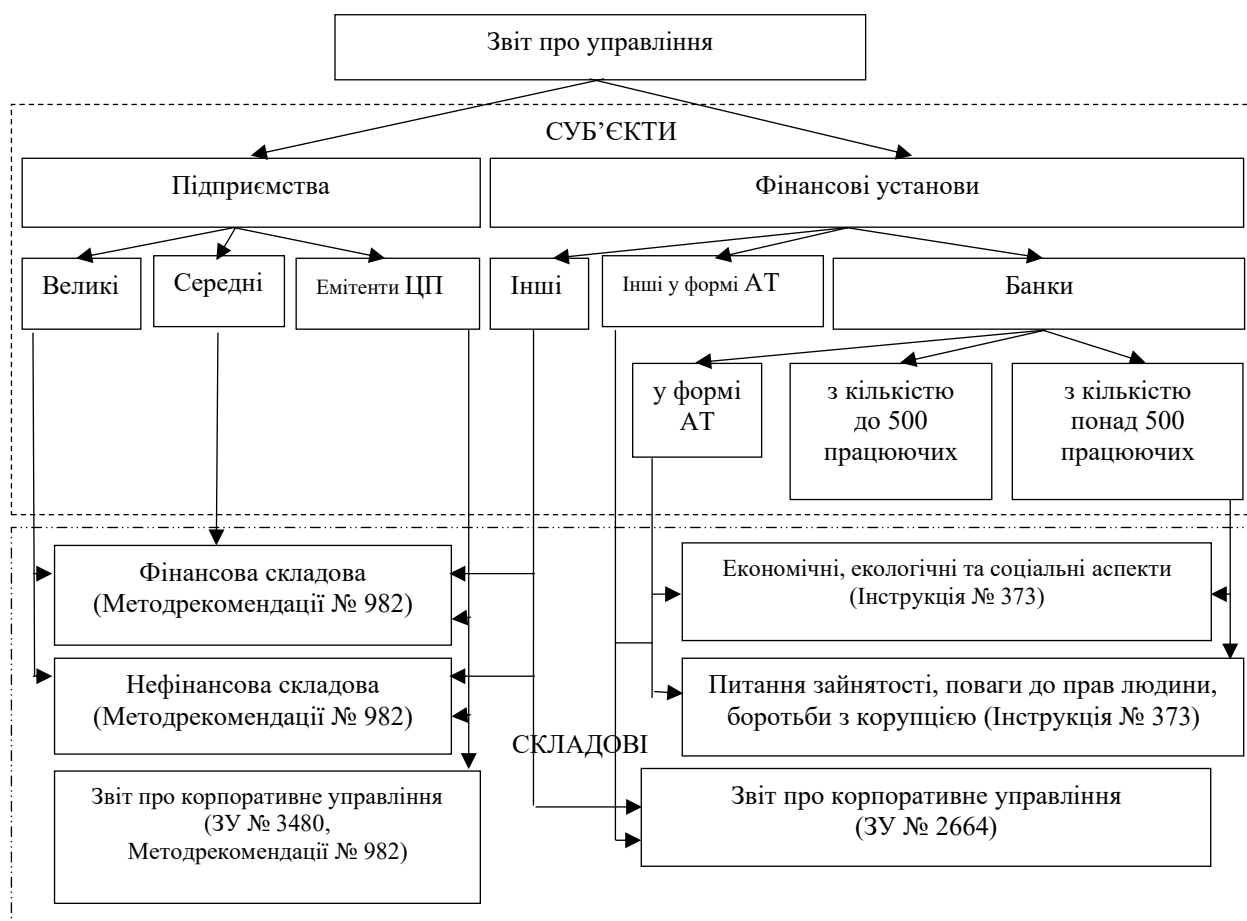 Звіт про управління
СУБ’ЄКТИ
Підприємства
Фінансові установи
Великі
Середні
Емітенти ЦП
Інші
Інші у формі АТ
Банки
у формі
АТ
з кількістю
до 500
працюючих
з кількістю
понад 500
працюючих
Фінансова складова
(Методрекомендації № 982)
Економічні, екологічні та соціальні аспекти
(Інструкція № 373)
Нефінансова складова
(Методрекомендації № 982)
Питання зайнятості, поваги до прав людини,
боротьби з корупцією (Інструкція № 373)
СКЛАДОВІ
Звіт про корпоративне управління
(ЗУ № 3480,
Методрекомендації № 982)
Звіт про корпоративне управління
(ЗУ № 2664)